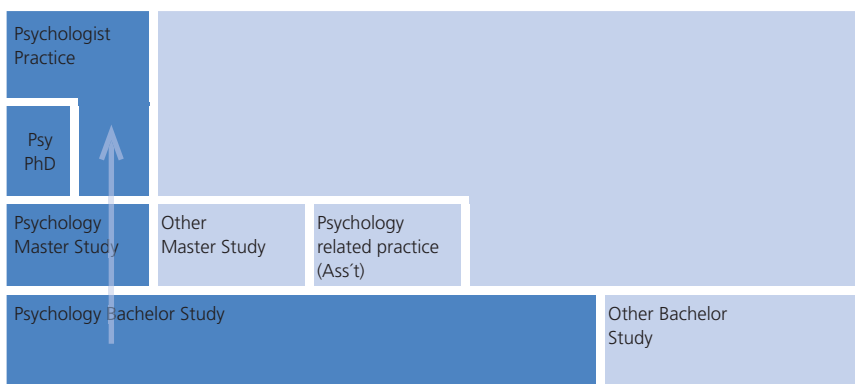 Psychologist
Practice
Psy
PhD
Psychology
Master Study
Other
Master Study
Psychology
related practice
(Ass´t)
Psychology Bachelor Study
Other Bachelor
Study